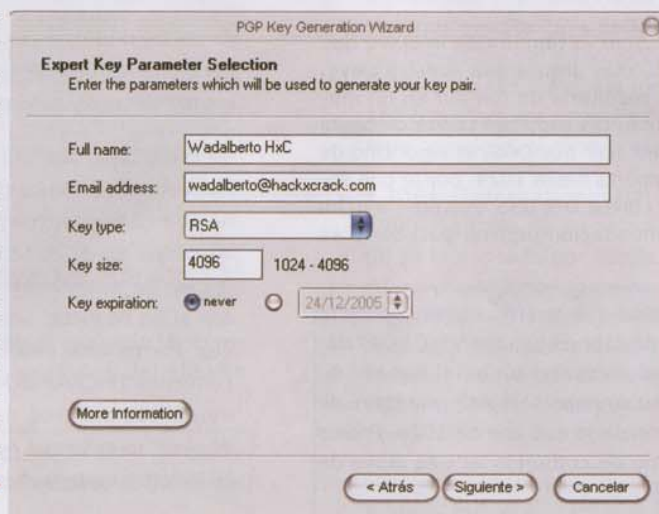 PGP Key Generation Wizard
Expert Key Parameter Selection
Enter the parameters which will be used to generate your key pair.
Full name: Wadalberto HxC
Email address: wadalberto@hackxcrack.com
Key type: RSA
Key size: 4096 1024 - 4096
Key expiration: never 24/12/2005
More Information
< Atrás Siguiente > Cancelar